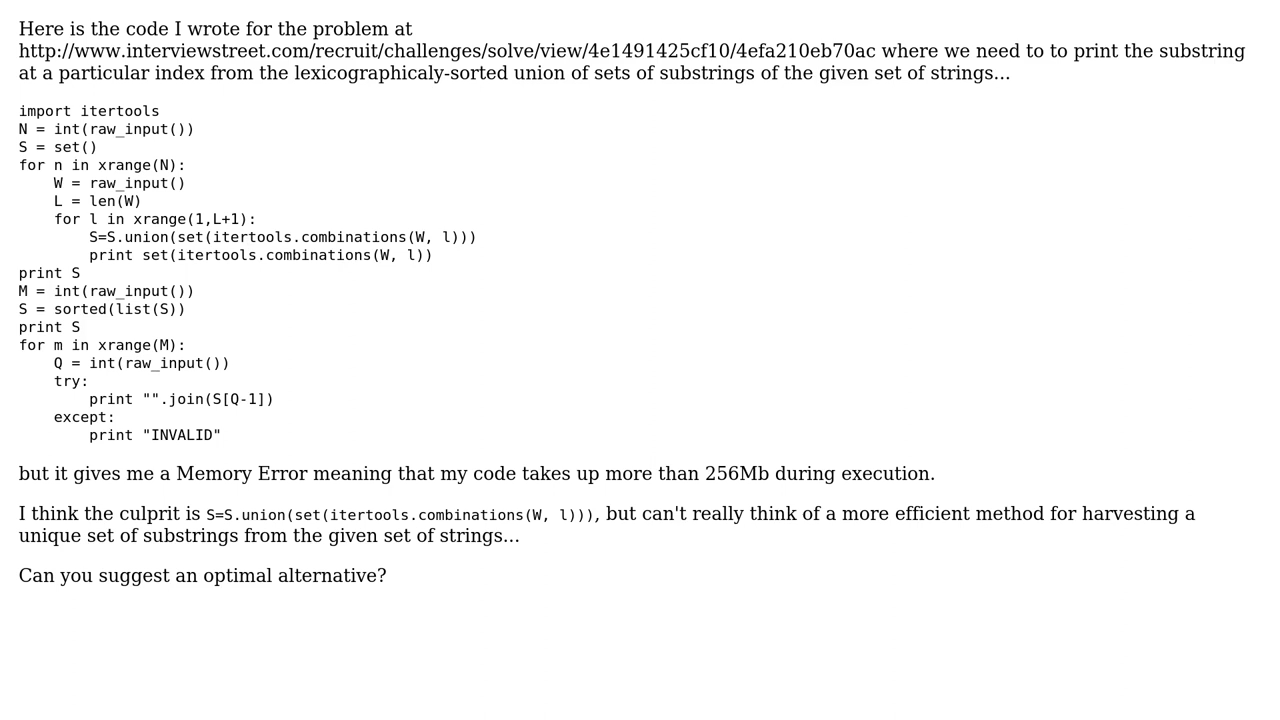 Here is the code I wrote for the problem at
http://www.interviewstreet.com/recruit/challenges/solve/view/4e1491425cf10/4efa210eb70ac where we need to to print the substring
at a particular index from the lexicographicaly-sorted union of sets of substrings of the given set of strings...
import itertools
N = int(raw_input())
S = set()
for n in xrange(N):
    W = raw_input()
    L = len(W)
    for l in xrange(1,L+1):
        S=S.union(set(itertools.combinations(W, l)))
        print set(itertools.combinations(W, l))
print S
M = int(raw_input())
S = sorted(list(S))
print S
for m in xrange(M):
    Q = int(raw_input())
    try:
        print "".join(S[Q-1])
    except:
        print "INVALID"
but it gives me a Memory Error meaning that my code takes up more than 256Mb during execution.
I think the culprit is S=S.union(set(itertools.combinations(W, l))), but can't really think of a more efficient method for harvesting a
unique set of substrings from the given set of strings...
Can you suggest an optimal alternative?